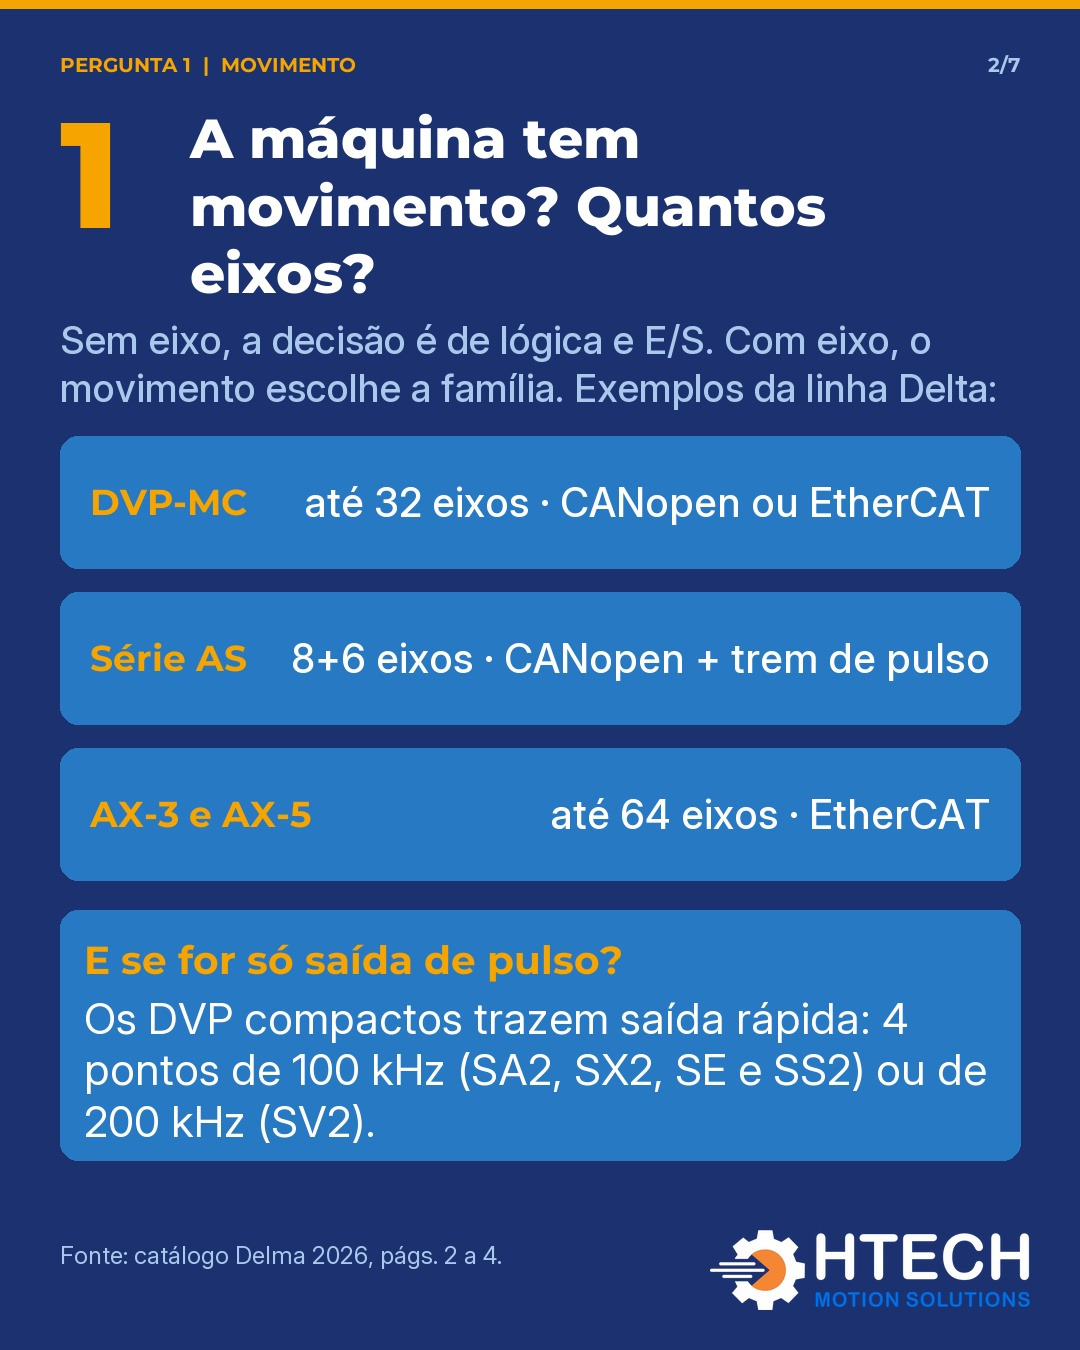 PERGUNTA 1 | MOVIMENTO
2/7
1
A máquina tem
movimento? Quantos
eixos?
Sem eixo, a decisão é de lógica e E/S. Com eixo, o
movimento escolhe a família. Exemplos da linha Delta:
DVP-MC até 32 eixos · CANopen ou EtherCAT
Série AS 8+6 eixos · CANopen + trem de pulso
AX-3 e AX-5 até 64 eixos · EtherCAT
E se for só saída de pulso?
Os DVP compactos trazem saída rápida: 4
pontos de 100 kHz (SA2, SX2, SE e SS2) ou de
200 kHz (SV2).
Fonte: catálogo Delma 2026, págs. 2 a 4.
HTECH
MOTION SOLUTIONS